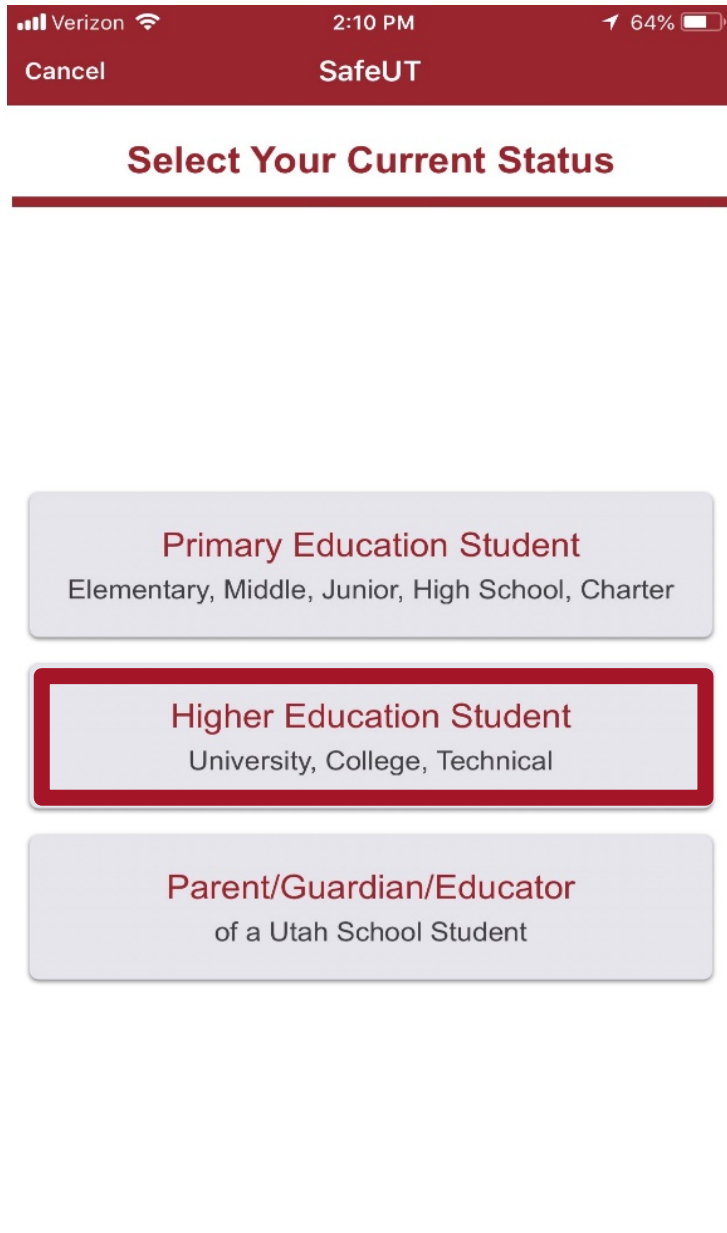 Verizon 2:10 PM 64%
Cancel SafeUT
Select Your Current Status
Primary Education Student
Elementary, Middle, Junior, High School, Charter
Higher Education Student
University, College, Technical
Parent/Guardian/Educator
of a Utah School Student